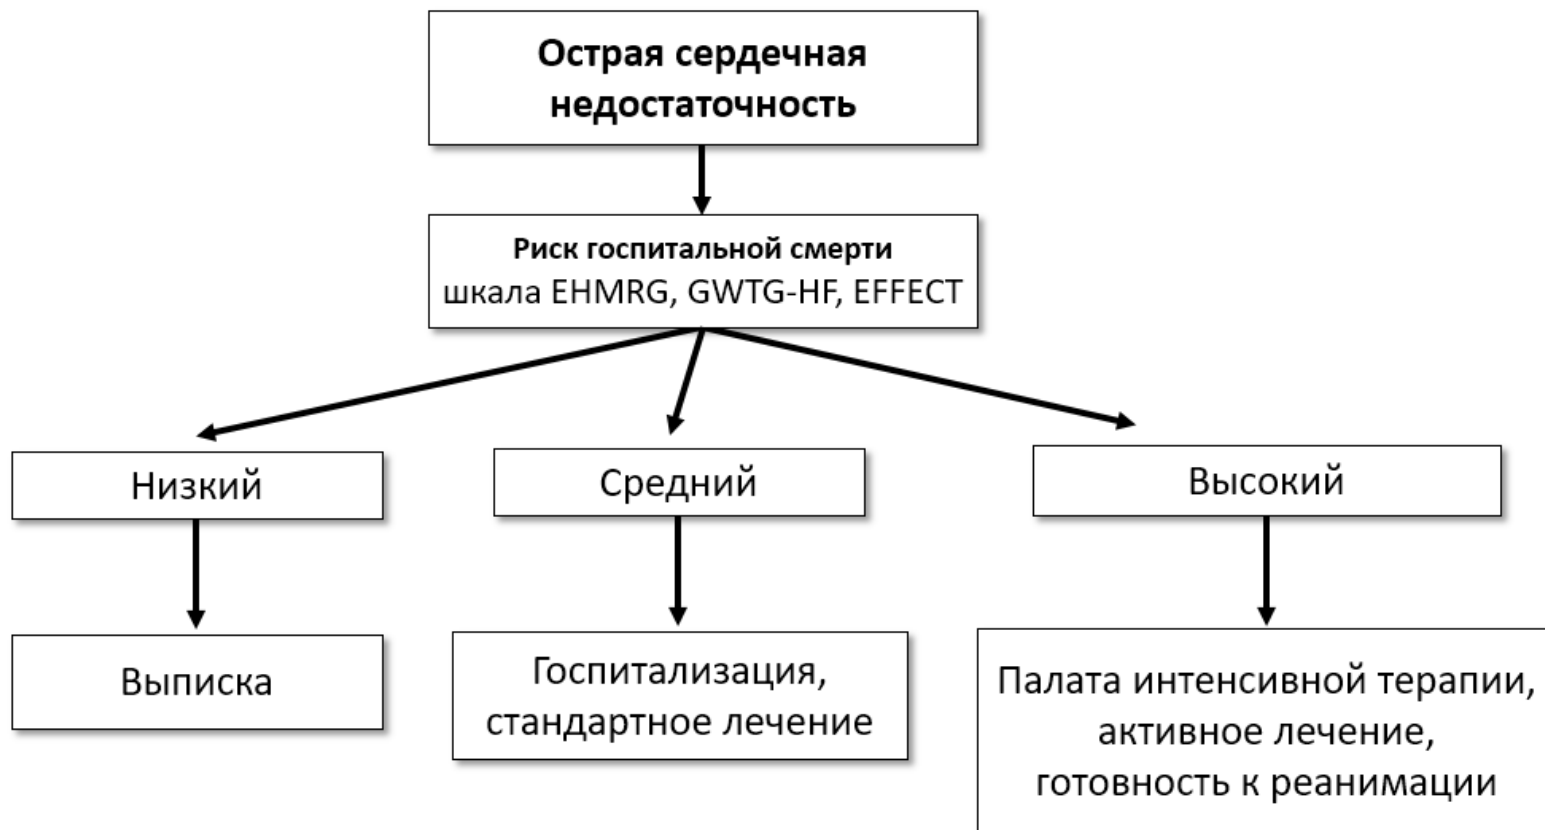 Острая сердечная
недостаточность
Риск госпитальной смерти
шкала EHMRG, GWTG-HF, EFFECT
Низкий
Средний
Высокий
Выписка
Госпитализация,
стандартное лечение
Палата интенсивной терапии,
активное лечение,
готовность к реанимации